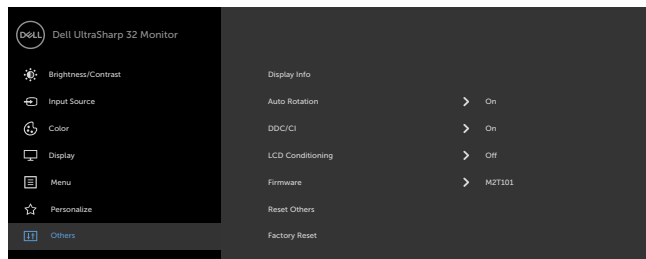 DELL Dell UltraSharp 32 Monitor
Brightness/Contrast
Display Info
Input Source
Auto Rotation On
Color
DDC/CI On
Display
LCD Conditioning Off
Menu
Firmware M2T101
Personalize
Reset Others
Others
Factory Reset